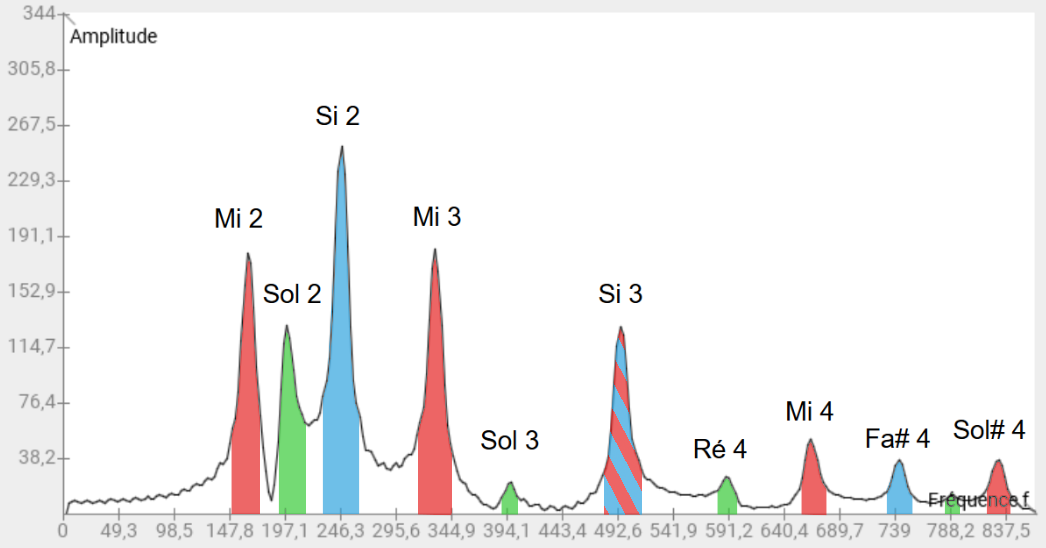 344
Amplitude
305,8
267,5
229,3
191,1
152,9
114,7
76,4
38,2
Si 2
Mi 2
Mi 3
Sol 2
Si 3
Sol 3
Ré 4
Mi 4
Fa# 4
Sol# 4
Fréquence f
0 49,3 98,5 147,8 197,1 246,3 295,6 344,9 394,1 443,4 492,6 541,9 591,2 640,4 689,7 739 788,2 837,5